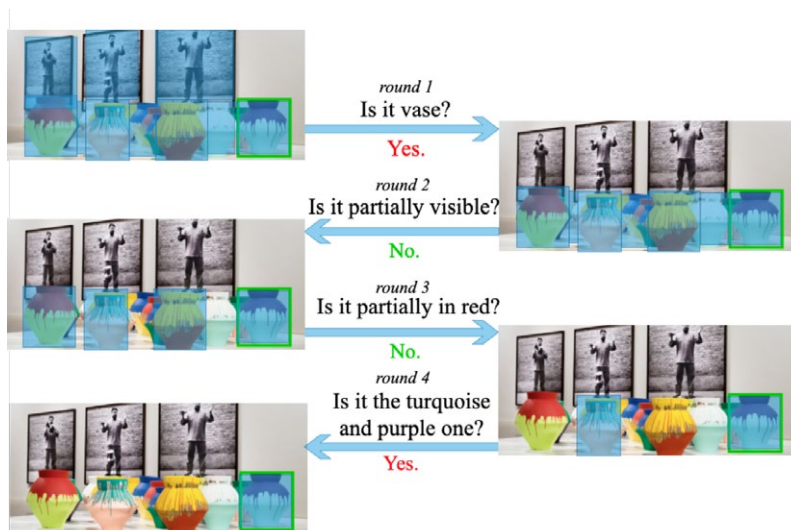 round 1
Is it vase?
Yes.
round 2
Is it partially visible?
No.
round 3
Is it partially in red?
No.
round 4
Is it the turquoise
and purple one?
Yes.